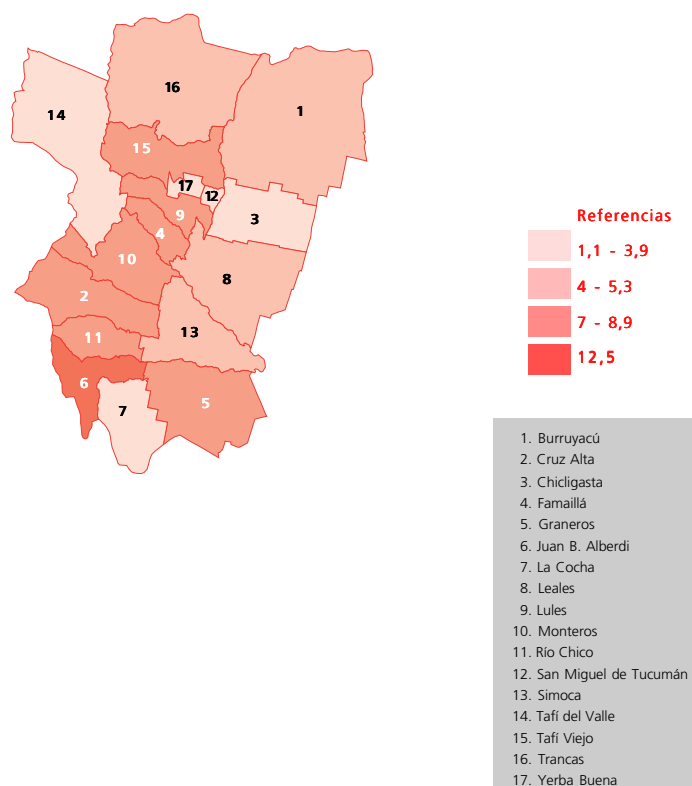 16
1
14
15
17
12
9
3
4
10
8
2
13
11
6
7
5
Referencias
1,1 - 3,9
4 - 5,3
7 - 8,9
12,5
1. Burruyacú
2. Cruz Alta
3. Chicligasta
4. Famaillá
5. Graneros
6. Juan B. Alberdi
7. La Cocha
8. Leales
9. Lules
10. Monteros
11. Río Chico
12. San Miguel de Tucumán
13. Simoca
14. Tafí del Valle
15. Tafí Viejo
16. Trancas
17. Yerba Buena